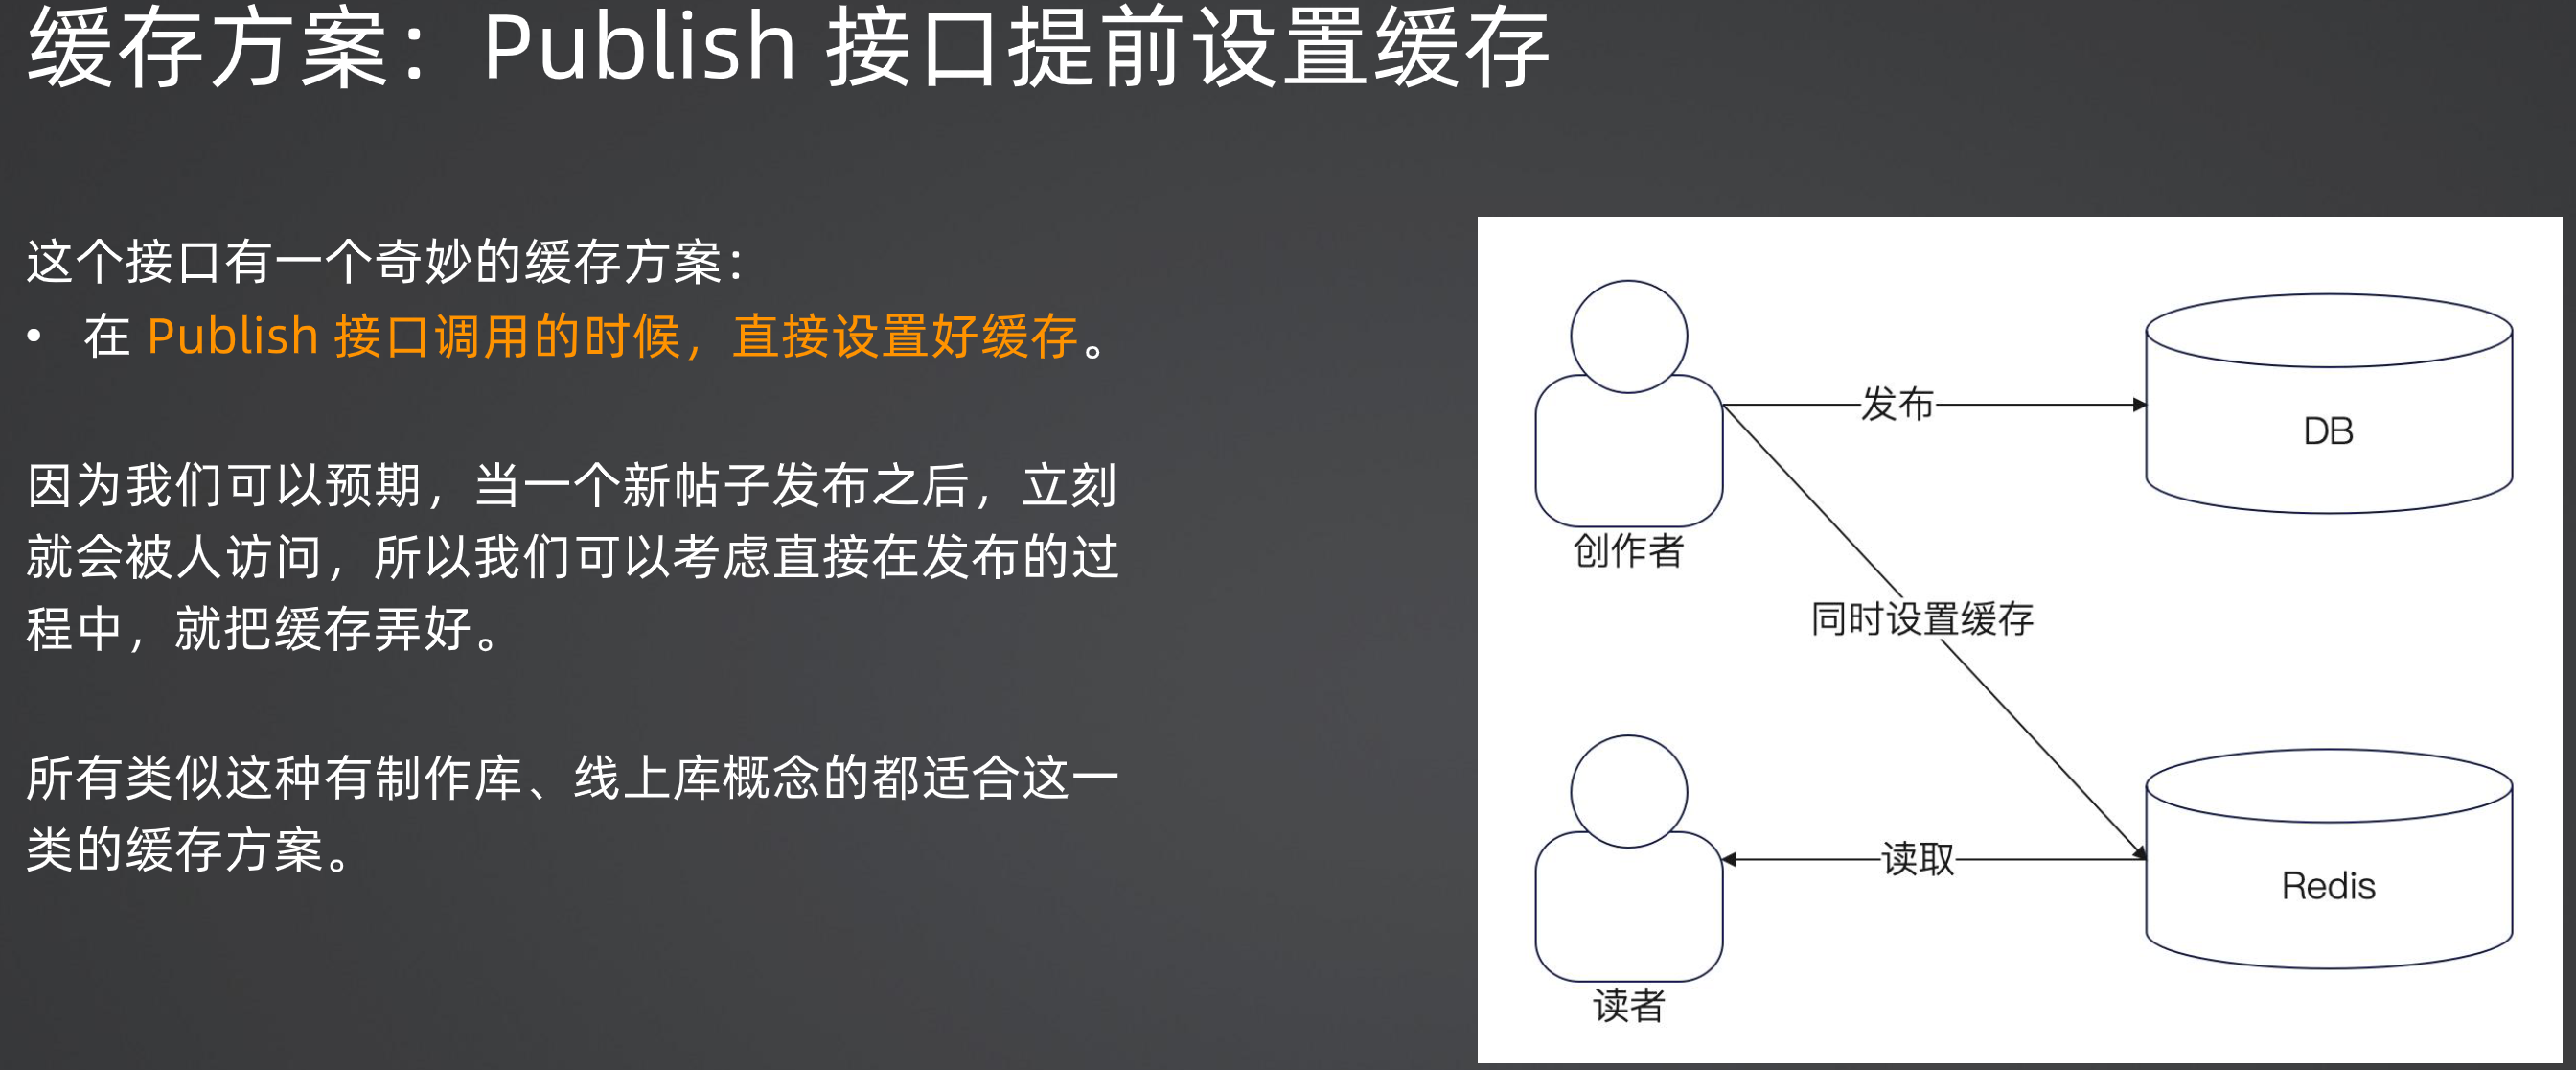 缓存方案：Publish 接口提前设置缓存
这个接口有一个奇妙的缓存方案：
• 在 Publish 接口调用的时候，直接设置好缓存。
因为我们可以预期，当一个新帖子发布之后，立刻
就会被人访问，所以我们可以考虑直接在发布的过
程中，就把缓存弄好。
所有类似这种有制作库、线上库概念的都适合这一
类的缓存方案。
发布
DB
创作者
同时设置缓存
读取
Redis
读者